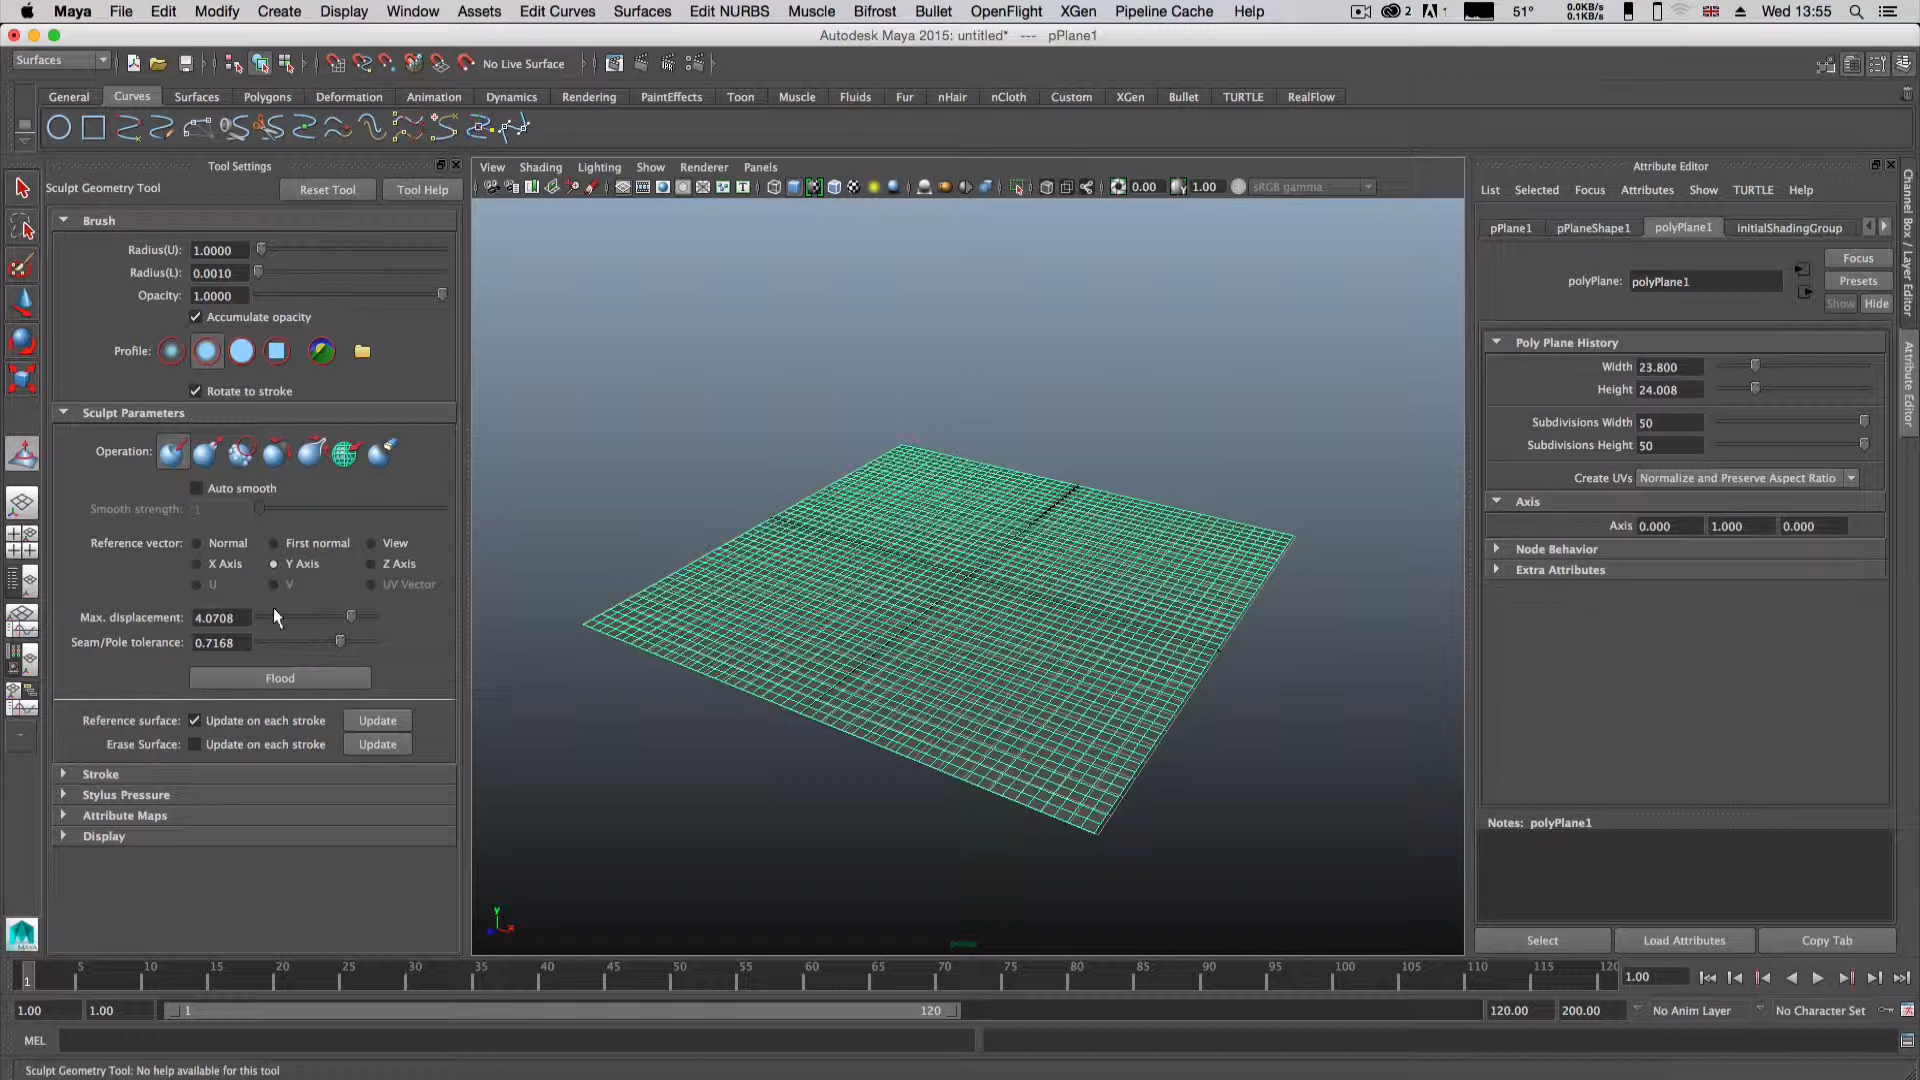 Maya File Edit Modify Create Display Window Assets Edit Curves Surfaces Edit NURBS Muscle Bifrost Bullet OpenFlight XGen Pipeline Cache Help 2 1 51° 0.0KB/s 0.1KB/s Wed 13:55
Autodesk Maya 2015: untitled* --- pPlane1
Surfaces No Live Surface
General Curves Surfaces Polygons Deformation Animation Dynamics Rendering PaintEffects Toon Muscle Fluids Fur nHair nCloth Custom XGen Bullet TURTLE RealFlow
Tool Settings
Sculpt Geometry Tool Reset Tool Tool Help
Brush
Radius(U): 1.0000
Radius(L): 0.0010
Opacity: 1.0000
Accumulate opacity
Profile:
Rotate to stroke
Sculpt Parameters
Operation:
Auto smooth
Smooth strength: 1
Reference vector: Normal First normal View
X Axis Y Axis Z Axis
U V UV Vector
Max. displacement: 4.0708
Seam/Pole tolerance: 0.7168
Flood
Reference surface: Update on each stroke Update
Erase Surface: Update on each stroke Update
Stroke
Stylus Pressure
Attribute Maps
Display
View Shading Lighting Show Renderer Panels
0.00 1.00 sRGB gamma
y
x
Attribute Editor
List Selected Focus Attributes Show TURTLE Help
pPlane1 pPlaneShape1 polyPlane1 initialShadingGroup
Focus
polyPlane: polyPlane1 Presets
Show Hide
Poly Plane History
Width 23.800
Height 24.008
Subdivisions Width 50
Subdivisions Height 50
Create UVs Normalize and Preserve Aspect Ratio
Axis
Axis 0.000 1.000 0.000
Node Behavior
Extra Attributes
Notes: polyPlane1
Select Load Attributes Copy Tab
Channel Box / Layer Editor
Attribute Editor
MAYA
1 5 10 15 20 25 30 35 40 45 50 55 60 65 70 75 80 85 90 95 100 105 110 115 120 1.00
1.00 1.00 1 120 120.00 200.00 No Anim Layer No Character Set
MEL
Sculpt Geometry Tool: No help available for this tool